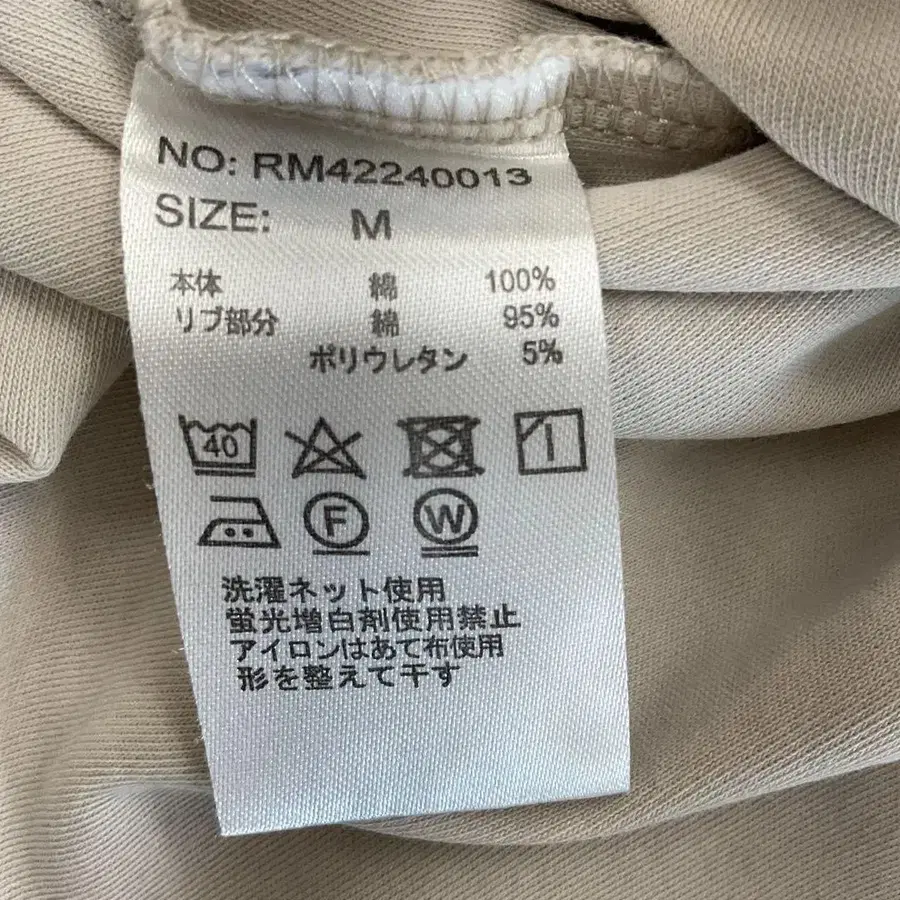 NO: RM42240013
SIZE: M
本体 綿 100%
リブ部分 綿 95%
ポリウレタン 5%
40
F W
洗濯ネット使用
蛍光増白剤使用禁止
アイロンはあて布使用
形を整えて干す